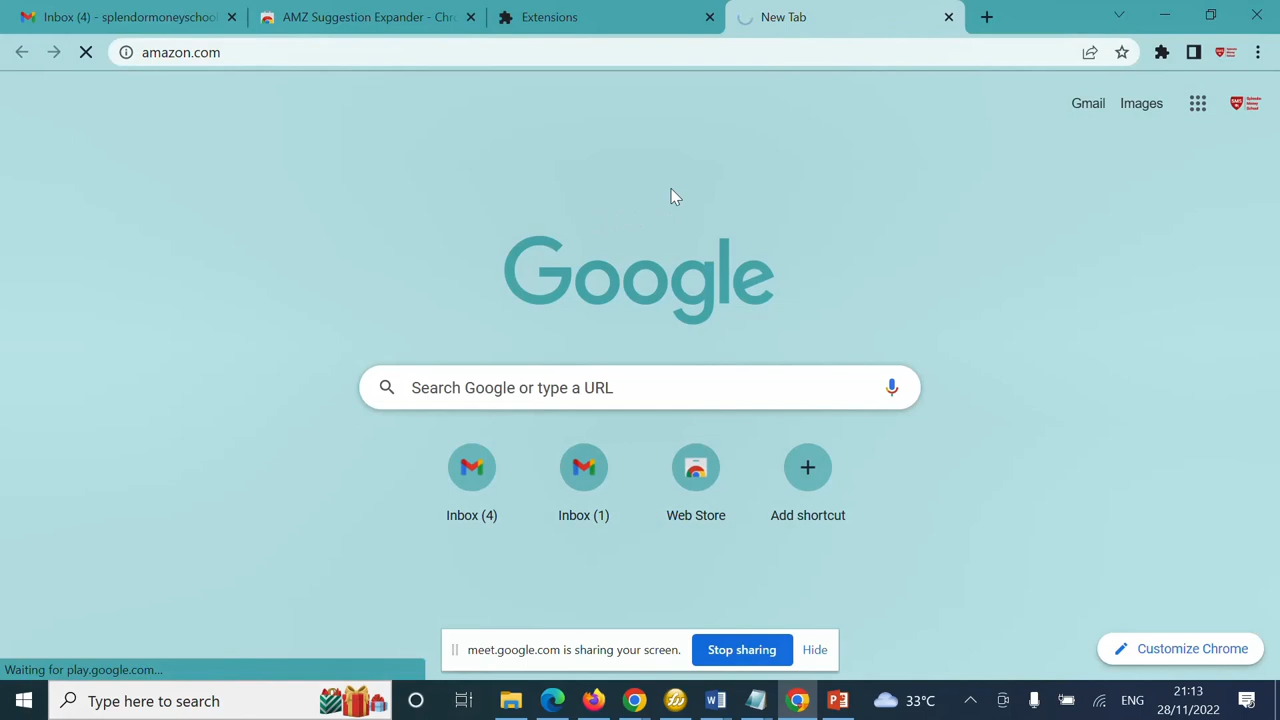 Inbox (4) - splendormoneyschool
AMZ Suggestion Expander - Chr
Extensions
New Tab
amazon.com
Gmail
Images
Google
Search Google or type a URL
Inbox (4)
Inbox (1)
Web Store
Add shortcut
meet.google.com is sharing your screen.
Stop sharing
Hide
Customize Chrome
Waiting for play.google.com...
Type here to search
33°C
ENG
21:13
28/11/2022